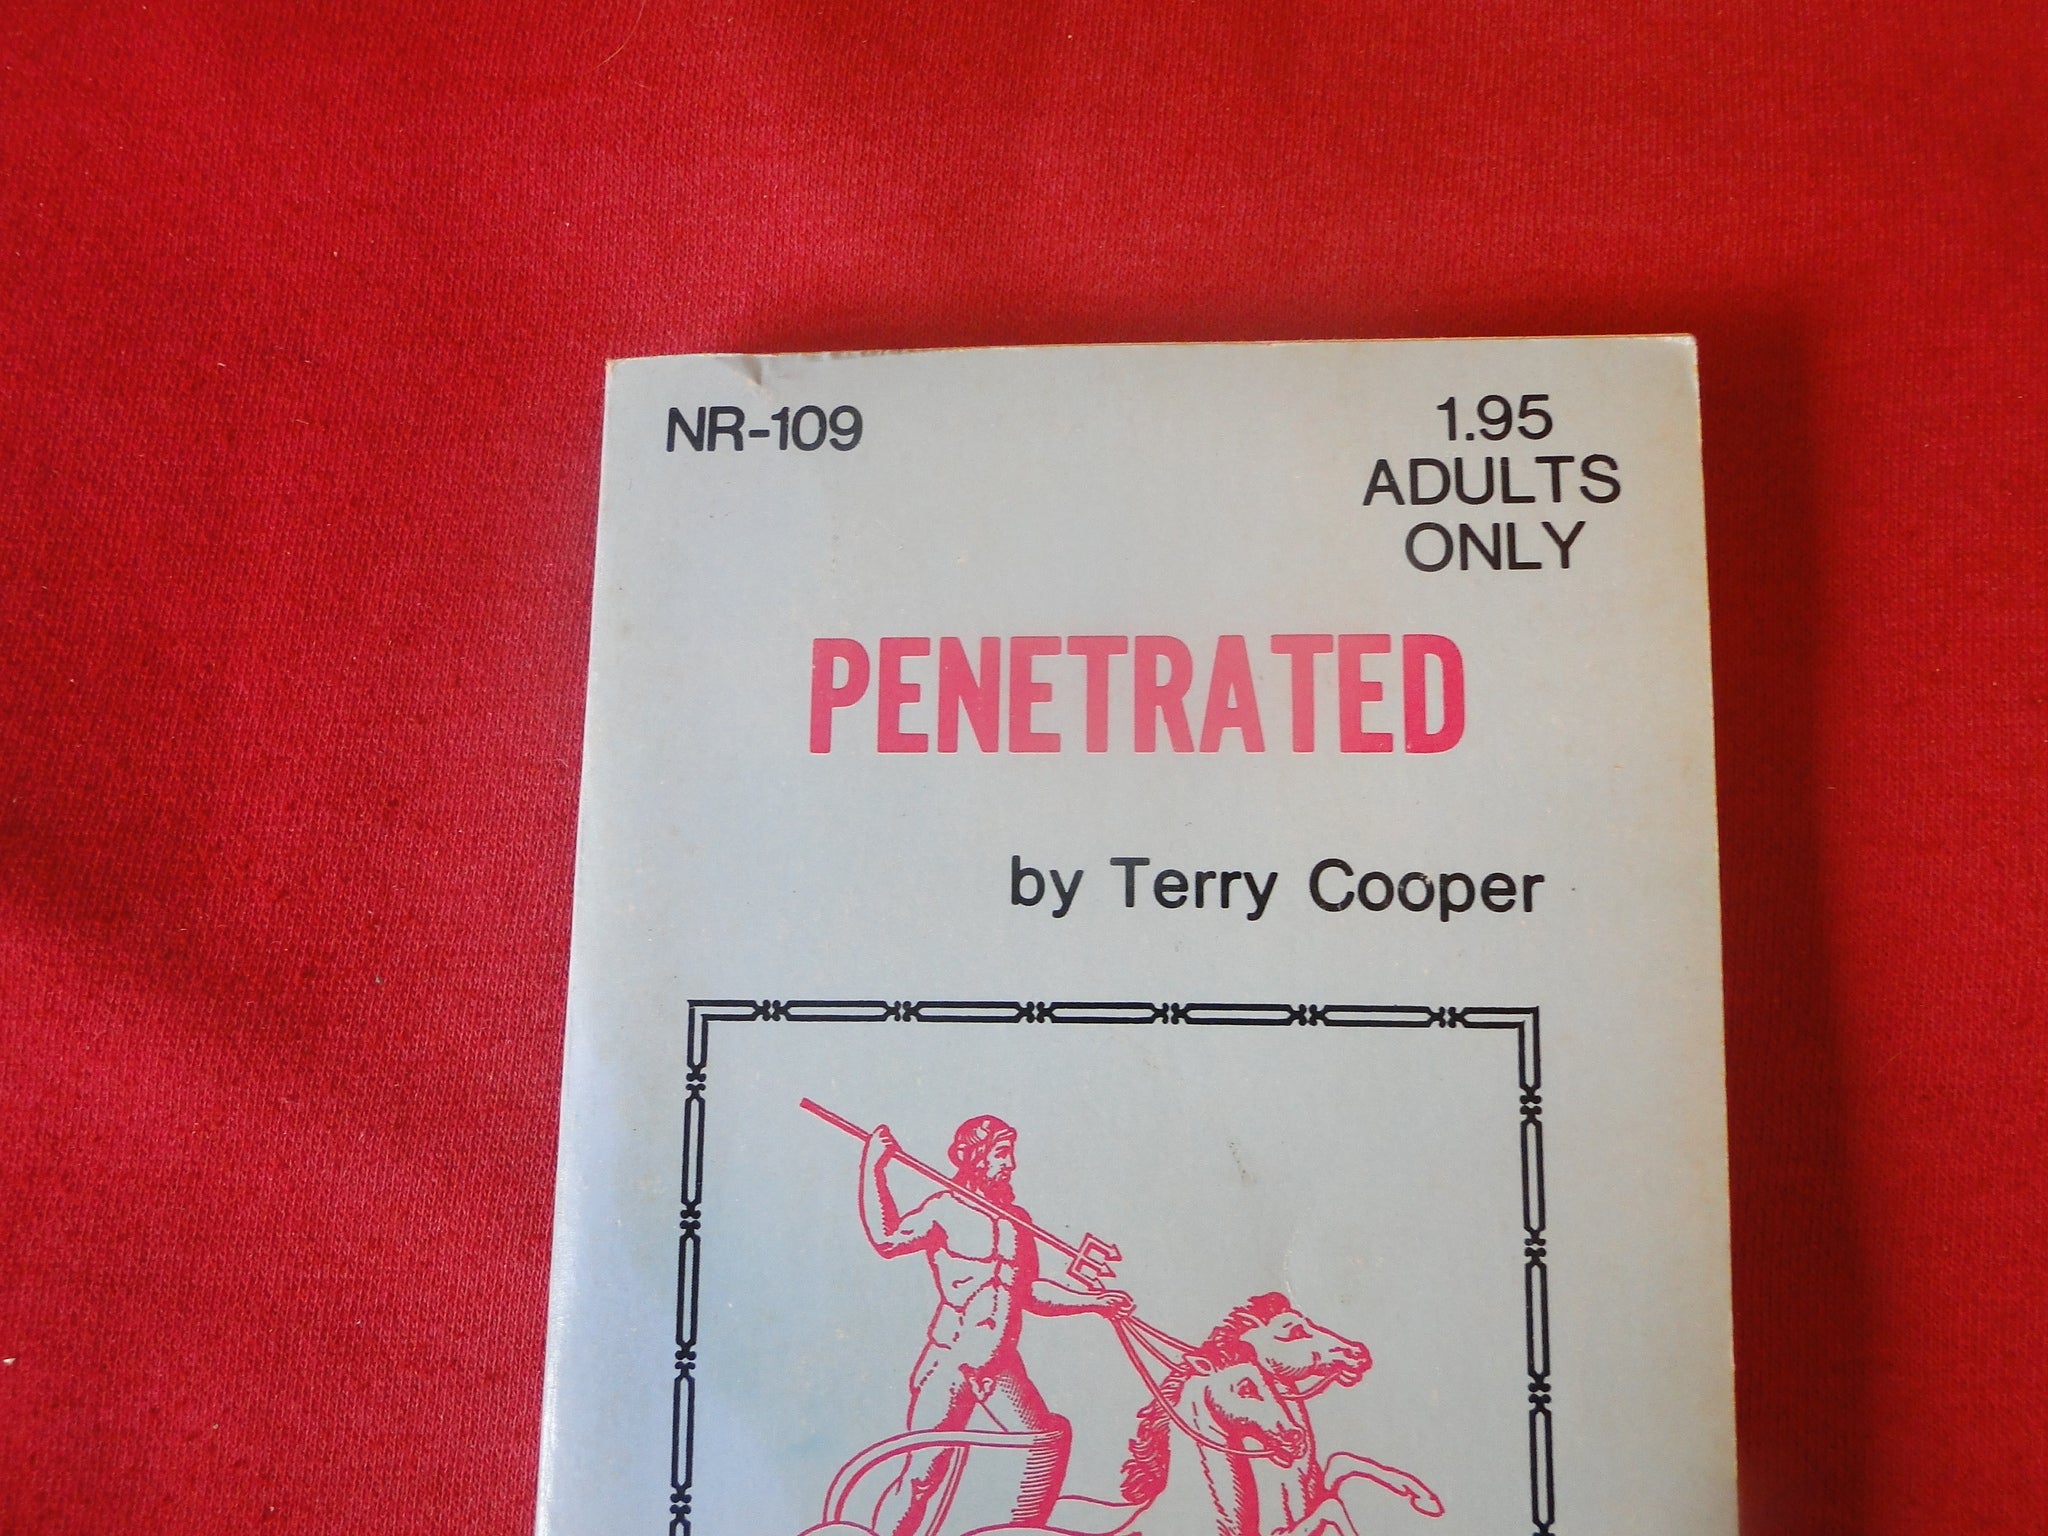 NR-109
1.95
ADULTS
ONLY
PENETRATED
by Terry Cooper